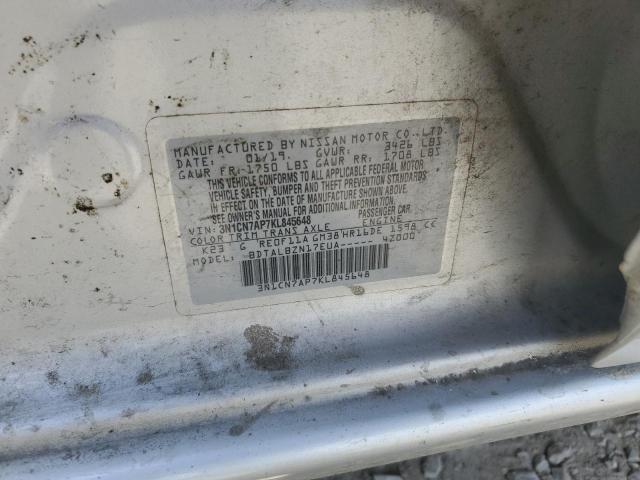 MANUFACTURED BY NISSAN MOTOR CO., LTD.
DATE: 01/19. GVWR: 3426 LBS
GAWR FR: 1750 LBS GAWR RR: 1708 LBS
THIS VEHICLE CONFORMS TO ALL APPLICABLE FEDERAL MOTOR
VEHICLE SAFETY, BUMPER AND THEFT PREVENTION STANDARDS
IN EFFECT ON THE DATE OF MANUFACTURE SHOWN ABOVE.
SEE OWNER'S MANUAL FOR ADDITIONAL INFORMATION
VIN: 3N1CN7AP7KL845648 PASSENGER CAR
COLOR TRIM TRANS AXLE ENGINE
K23 G RE0F11A GM38 HR16DE 1598 CC
BDTALBZN17EUA----- 4Z000
3N1CN7AP7KL845648